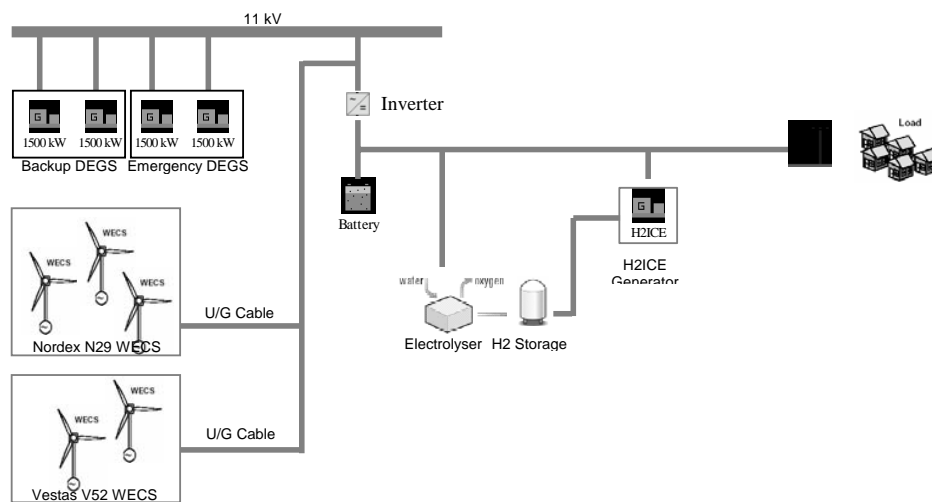 11 kV
G
G
G
G
1500 kW
1500 kW
1500 kW
1500 kW
Backup DEGS
Emergency DEGS
Inverter
Load
Battery
G
H2ICE
H2ICE
Generator
WECS
WECS
WECS
Nordex N29 WECS
U/G Cable
water
oxygen
Electrolyser
H2 Storage
WECS
WECS
Vestas V52 WECS
U/G Cable